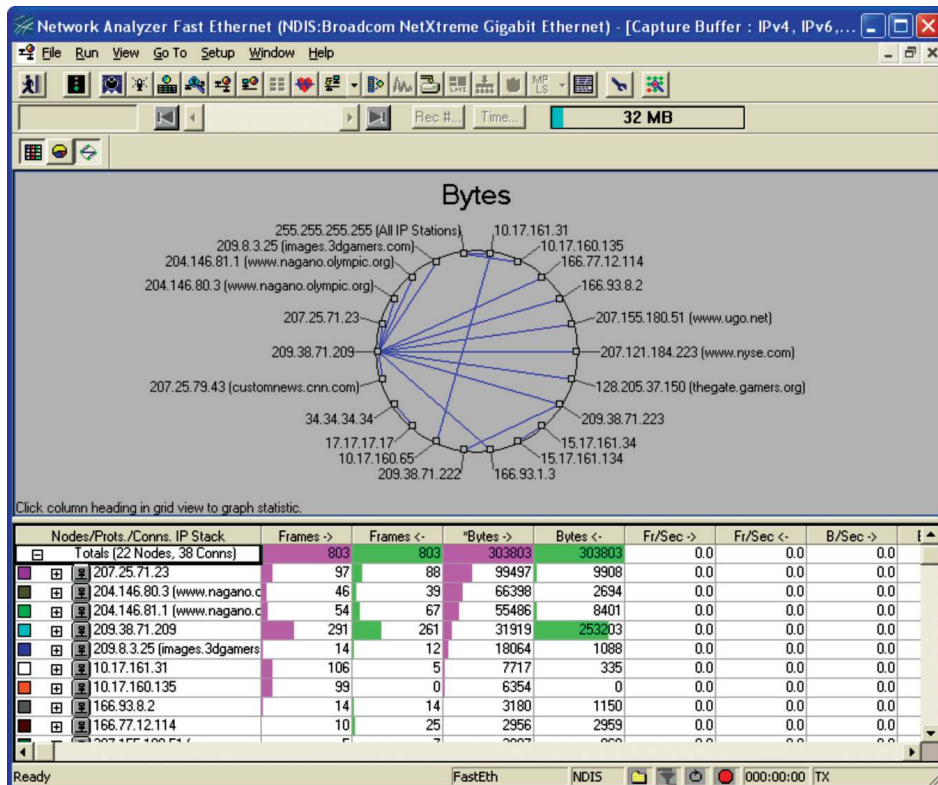 Network Analyzer Fast Ethernet (NDIS:Broadcom NetXtreme Gigabit Ethernet) - [Capture Buffer : IPv4, IPv6,...
File Run View Go To Setup Window Help
MP LS
Rec #... Time... 32 MB
Bytes
255.255.255.255 (All IP Stations) 10.17.161.31
209.8.3.25 (images.3dgamers.com) 10.17.160.135
204.146.81.1 (www.nagano.olympic.org) 166.77.12.114
204.146.80.3 (www.nagano.olympic.org) 166.93.8.2
207.25.71.23 207.155.180.51 (www.ugo.net)
209.38.71.209 207.121.184.223 (www.nyse.com)
207.25.79.43 (customnews.cnn.com) 128.205.37.150 (thegate.gamers.org)
34.34.34.34 209.38.71.223
17.17.17.17 15.17.161.34
10.17.160.65 15.17.161.134
209.38.71.222 166.93.1.3
Click column heading in grid view to graph statistic.
Nodes/Prots./Conns. IP Stack Frames -> Frames <- *Bytes -> Bytes <- Fr/Sec -> Fr/Sec <- B/Sec ->
Totals (22 Nodes, 38 Conns) 803 803 303803 303803 0.0 0.0 0.0
207.25.71.23 97 88 99497 9908 0.0 0.0 0.0
204.146.80.3 (www.nagano.c 46 39 66398 2694 0.0 0.0 0.0
204.146.81.1 (www.nagano.c 54 67 55486 8401 0.0 0.0 0.0
209.38.71.209 291 261 31919 253203 0.0 0.0 0.0
209.8.3.25 (images.3dgamers 14 12 18064 1088 0.0 0.0 0.0
10.17.161.31 106 5 7717 335 0.0 0.0 0.0
10.17.160.135 99 0 6354 0 0.0 0.0 0.0
166.93.8.2 14 14 3180 1150 0.0 0.0 0.0
166.77.12.114 10 25 2956 2959 0.0 0.0 0.0
Ready FastEth NDIS 000:00:00 TX